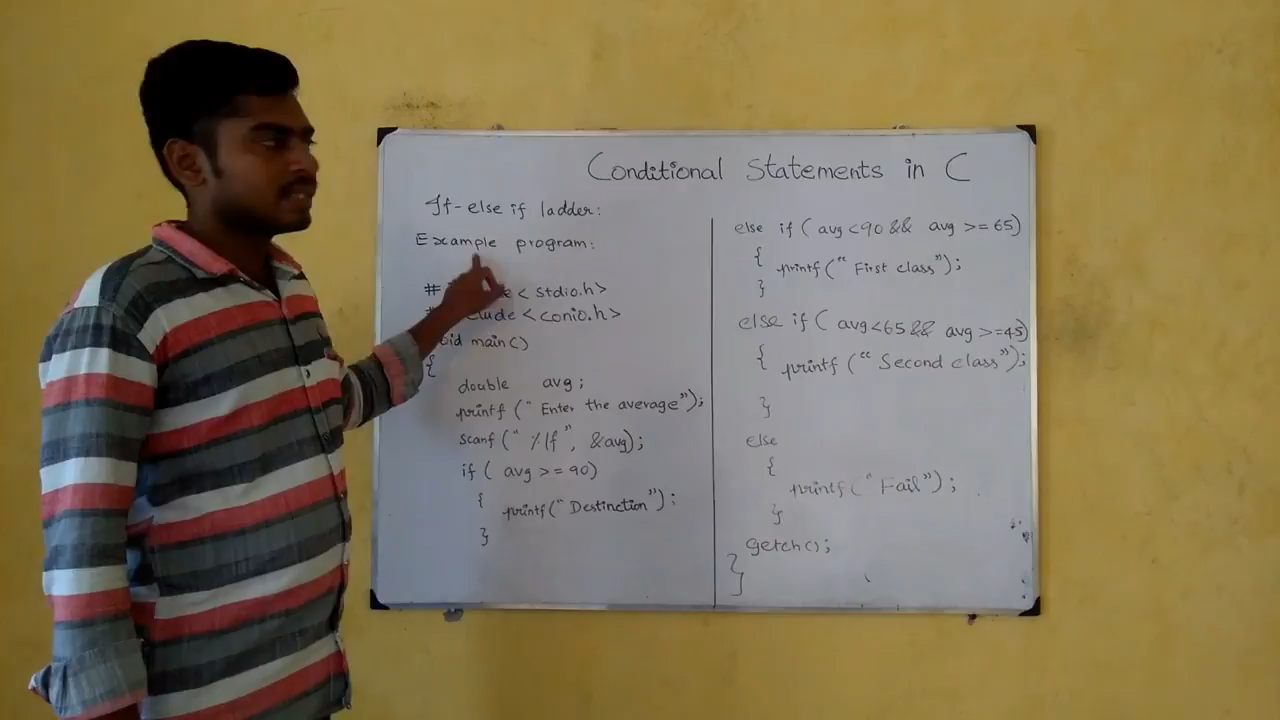 Conditional Statements in C
If-else if ladder:
Example program:
# e < stdio.h>
# clude < conio.h>
oid main()
{
double avg;
printf (" Enter the average");
scanf (" %lf ", &avg);
if ( avg >= 90)
{
printf(" Destinction");
}
else if ( avg < 90 && avg >= 65)
{
printf(" First class");
}
else if ( avg < 65 && avg >= 45)
{
printf (" Second class");
}
else
{
printf(" Fail");
}
getch();
}